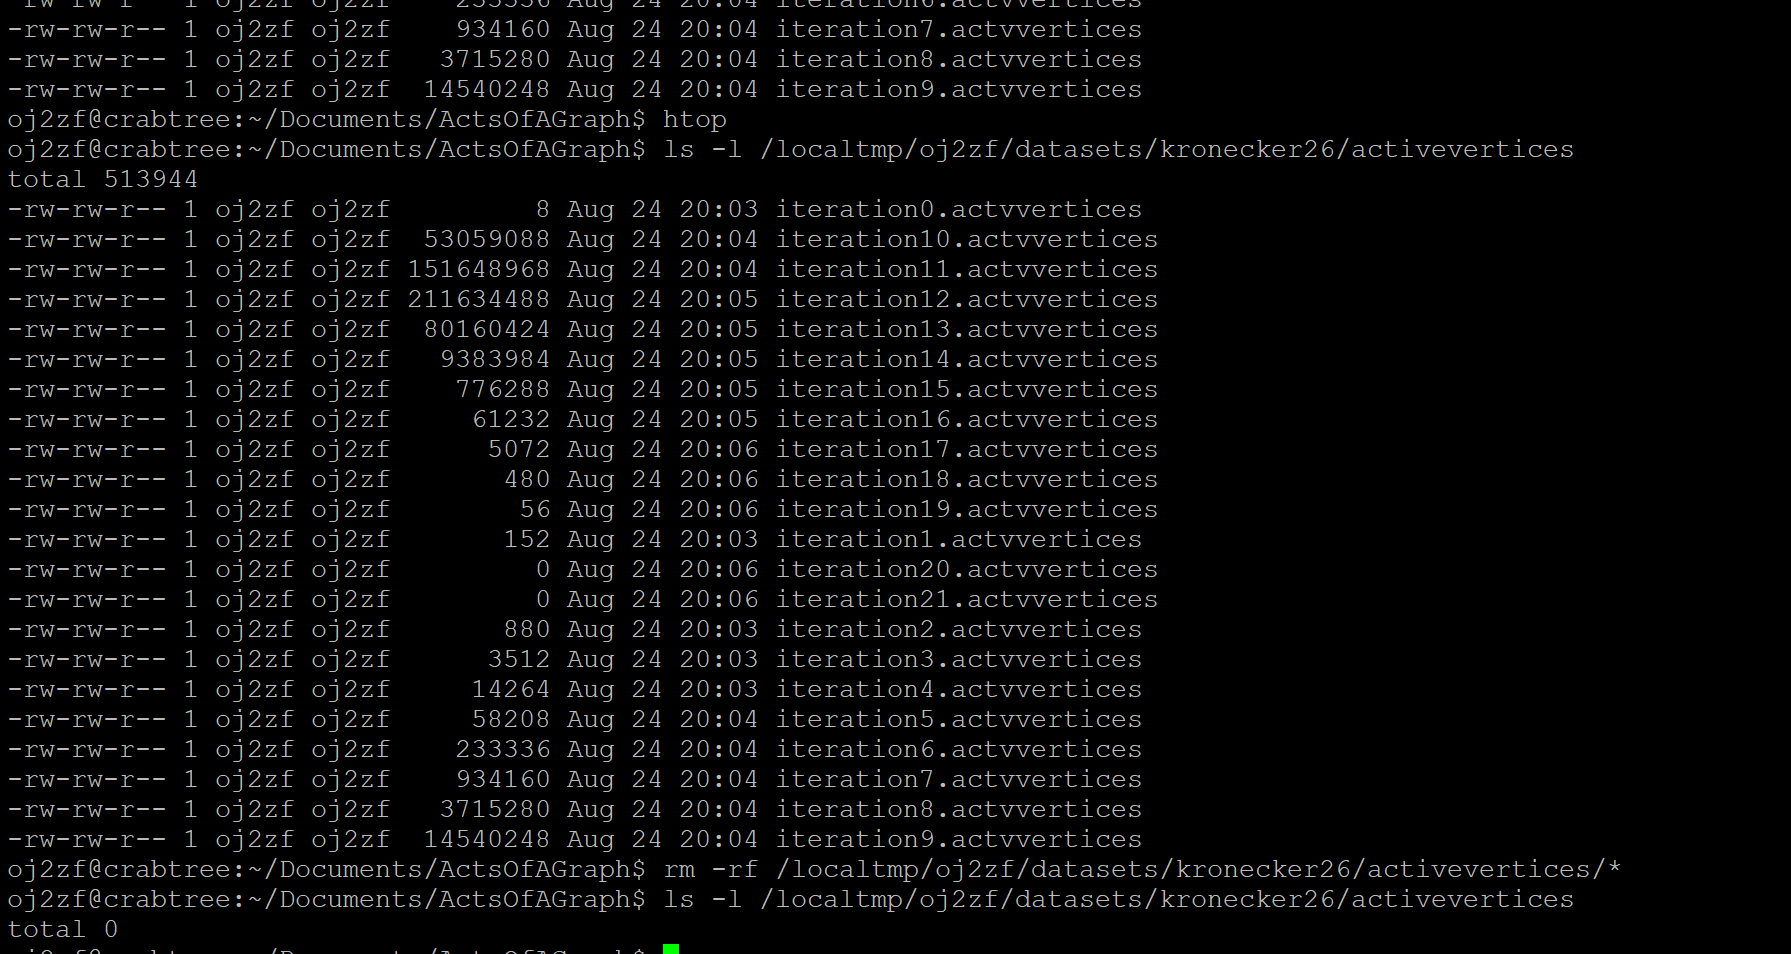 -rw-rw-r-- 1 oj2zf oj2zf    233336 Aug 24 20:04 iteration6.actvvertices
-rw-rw-r-- 1 oj2zf oj2zf    934160 Aug 24 20:04 iteration7.actvvertices
-rw-rw-r-- 1 oj2zf oj2zf   3715280 Aug 24 20:04 iteration8.actvvertices
-rw-rw-r-- 1 oj2zf oj2zf  14540248 Aug 24 20:04 iteration9.actvvertices
oj2zf@crabtree:~/Documents/ActsOfAGraph$ htop
oj2zf@crabtree:~/Documents/ActsOfAGraph$ ls -l /localtmp/oj2zf/datasets/kronecker26/activevertices
total 513944
-rw-rw-r-- 1 oj2zf oj2zf         8 Aug 24 20:03 iteration0.actvvertices
-rw-rw-r-- 1 oj2zf oj2zf  53059088 Aug 24 20:04 iteration10.actvvertices
-rw-rw-r-- 1 oj2zf oj2zf 151648968 Aug 24 20:04 iteration11.actvvertices
-rw-rw-r-- 1 oj2zf oj2zf 211634488 Aug 24 20:05 iteration12.actvvertices
-rw-rw-r-- 1 oj2zf oj2zf  80160424 Aug 24 20:05 iteration13.actvvertices
-rw-rw-r-- 1 oj2zf oj2zf   9383984 Aug 24 20:05 iteration14.actvvertices
-rw-rw-r-- 1 oj2zf oj2zf    776288 Aug 24 20:05 iteration15.actvvertices
-rw-rw-r-- 1 oj2zf oj2zf     61232 Aug 24 20:05 iteration16.actvvertices
-rw-rw-r-- 1 oj2zf oj2zf      5072 Aug 24 20:06 iteration17.actvvertices
-rw-rw-r-- 1 oj2zf oj2zf       480 Aug 24 20:06 iteration18.actvvertices
-rw-rw-r-- 1 oj2zf oj2zf        56 Aug 24 20:06 iteration19.actvvertices
-rw-rw-r-- 1 oj2zf oj2zf       152 Aug 24 20:03 iteration1.actvvertices
-rw-rw-r-- 1 oj2zf oj2zf         0 Aug 24 20:06 iteration20.actvvertices
-rw-rw-r-- 1 oj2zf oj2zf         0 Aug 24 20:06 iteration21.actvvertices
-rw-rw-r-- 1 oj2zf oj2zf       880 Aug 24 20:03 iteration2.actvvertices
-rw-rw-r-- 1 oj2zf oj2zf      3512 Aug 24 20:03 iteration3.actvvertices
-rw-rw-r-- 1 oj2zf oj2zf     14264 Aug 24 20:03 iteration4.actvvertices
-rw-rw-r-- 1 oj2zf oj2zf     58208 Aug 24 20:04 iteration5.actvvertices
-rw-rw-r-- 1 oj2zf oj2zf    233336 Aug 24 20:04 iteration6.actvvertices
-rw-rw-r-- 1 oj2zf oj2zf    934160 Aug 24 20:04 iteration7.actvvertices
-rw-rw-r-- 1 oj2zf oj2zf   3715280 Aug 24 20:04 iteration8.actvvertices
-rw-rw-r-- 1 oj2zf oj2zf  14540248 Aug 24 20:04 iteration9.actvvertices
oj2zf@crabtree:~/Documents/ActsOfAGraph$ rm -rf /localtmp/oj2zf/datasets/kronecker26/activevertices/*
oj2zf@crabtree:~/Documents/ActsOfAGraph$ ls -l /localtmp/oj2zf/datasets/kronecker26/activevertices
total 0
oj2zf@crabtree:~/Documents/ActsOfAGraph$